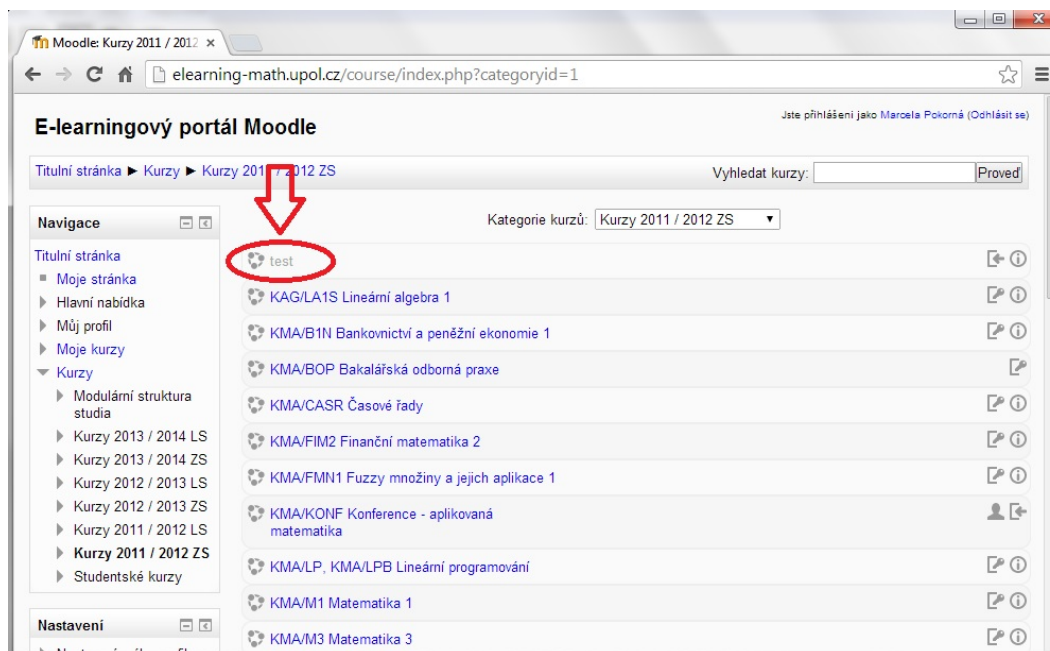 Moodle: Kurzy 2011 / 2012
elearning-math.upol.cz/course/index.php?categoryid=1
E-learningový portál Moodle
Jste přihlášeni jako Marcela Pokorná (Odhlásit se)
Titulní stránka ► Kurzy ► Kurzy 2011 / 2012 ZS
Vyhledat kurzy:
Proveď
Navigace
Titulní stránka
Moje stránka
Hlavní nabídka
Můj profil
Moje kurzy
Kurzy
Modulární struktura
studia
Kurzy 2013 / 2014 LS
Kurzy 2013 / 2014 ZS
Kurzy 2012 / 2013 LS
Kurzy 2012 / 2013 ZS
Kurzy 2011 / 2012 LS
Kurzy 2011 / 2012 ZS
Studentské kurzy
Nastavení
Kategorie kurzů: Kurzy 2011 / 2012 ZS
test
KAG/LA1S Lineární algebra 1
KMA/B1N Bankovnictví a peněžní ekonomie 1
KMA/BOP Bakalářská odborná praxe
KMA/CASR Časové řady
KMA/FIM2 Finanční matematika 2
KMA/FMN1 Fuzzy množiny a jejich aplikace 1
KMA/KONF Konference - aplikovaná
matematika
KMA/LP, KMA/LPB Lineární programování
KMA/M1 Matematika 1
KMA/M3 Matematika 3